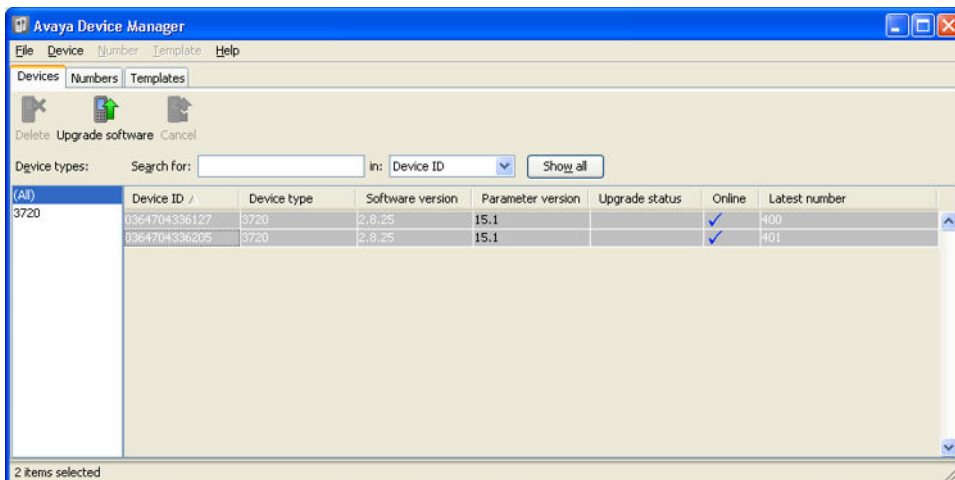 Avaya Device Manager
File Device Number Template Help
Devices Numbers Templates
Delete Upgrade software Cancel
Device types: Search for: in: Device ID Show all
(All)
3720
Device ID Device type Software version Parameter version Upgrade status Online Latest number
0364704336127 3720 2.8.25 15.1 400
0364704336205 3720 2.8.25 15.1 401
2 items selected